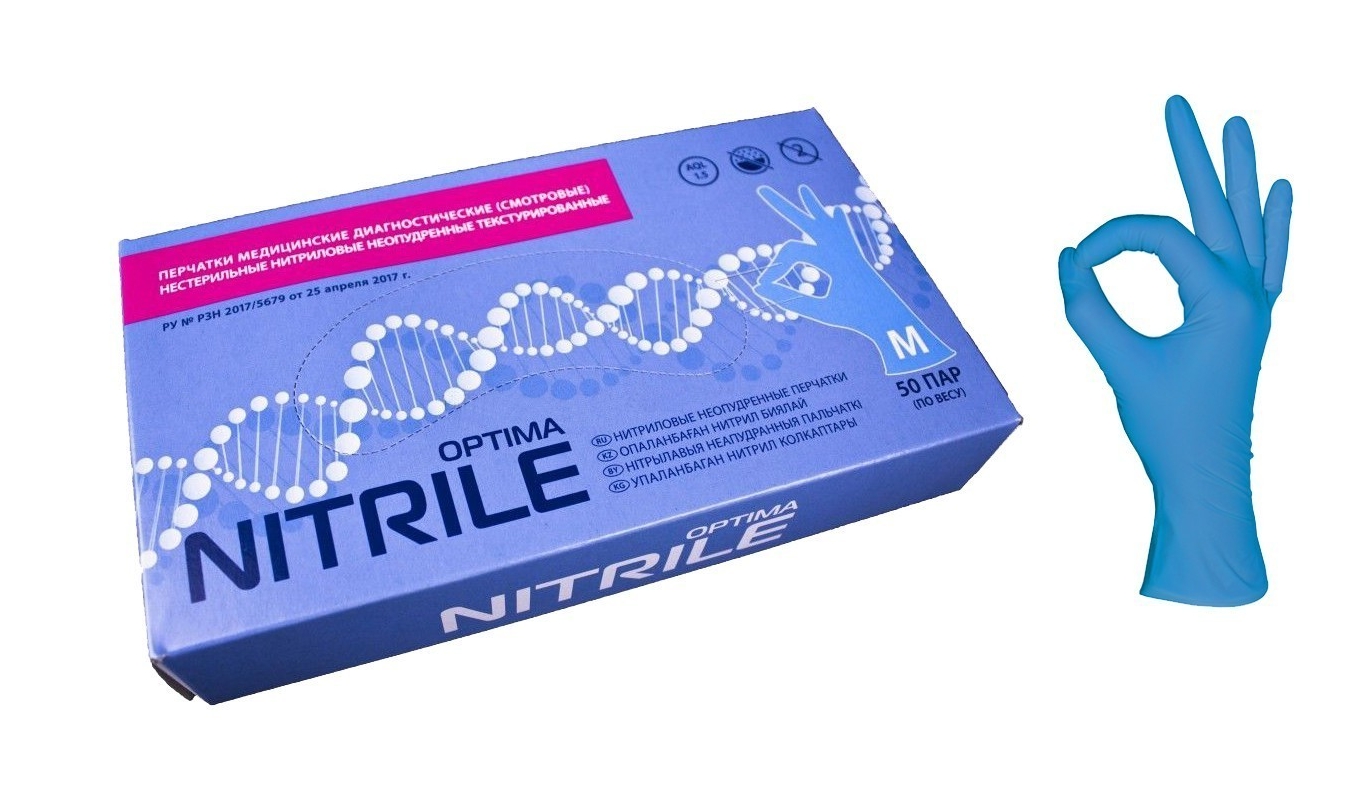 ПЕРЧАТКИ МЕДИЦИНСКИЕ ДИАГНОСТИЧЕСКИЕ (СМОТРОВЫЕ)
НЕСТЕРИЛЬНЫЕ НИТРИЛОВЫЕ НЕОПУДРЕННЫЕ ТЕКСТУРИРОВАННЫЕ
РУ № РЗН 2017/5679 от 25 апреля 2017 г.
AQL
1.5
2
M
50 ПАР
(ПО ВЕСУ)
OPTIMA
NITRILE
RU НИТРИЛОВЫЕ НЕОПУДРЕННЫЕ ПЕРЧАТКИ
KZ ОПАЛАНБАҒАН НИТРИЛ БИЯЛАЙ
BY НІТРЫЛАВЫЯ НЕАПУДРАННЫЯ ПАЛЬЧАТКІ
KG УПАЛАНБАГАН НИТРИЛ КОЛКАПТАРЫ
OPTIMA
NITRILE